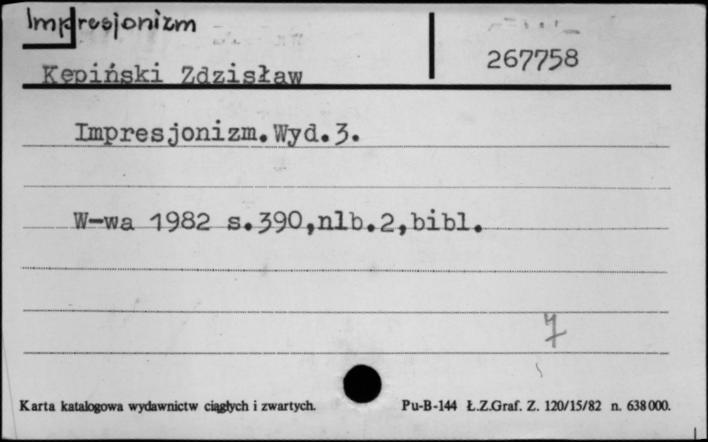 Impresjonizm
267758
Kępiński Zdzisław
Impresjonizm.Wyd.3.
W-wa 1982 s.390,nlb.2,bibl.
7
Karta katalogowa wydawnictw ciągłych i zwartych. Pu-B-144 Ł.Z.Graf. Z. 120/15/82 n. 638000.